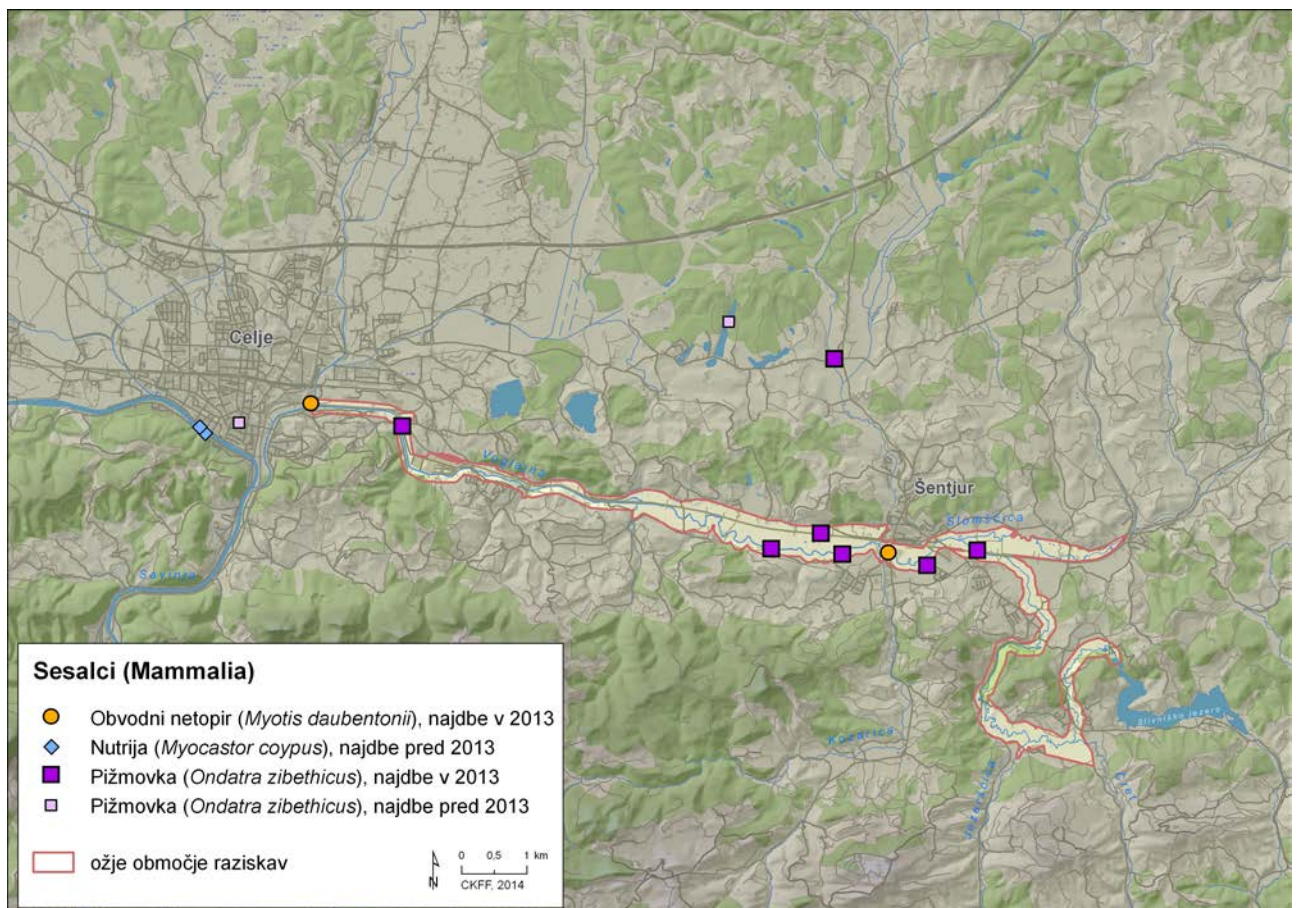 Celje
Voglajna
Šentjur
Slomščica
Savinja
Kozarica
Slivniško jezero
Jezerščica
Sesalci (Mammalia)
Obvodni netopir (Myotis daubentonii), najdbe v 2013
Nutrija (Myocastor coypus), najdbe pred 2013
Pižmovka (Ondatra zibethicus), najdbe v 2013
Pižmovka (Ondatra zibethicus), najdbe pred 2013
ožje območje raziskav
N
0 0,5 1 km
CKFF, 2014